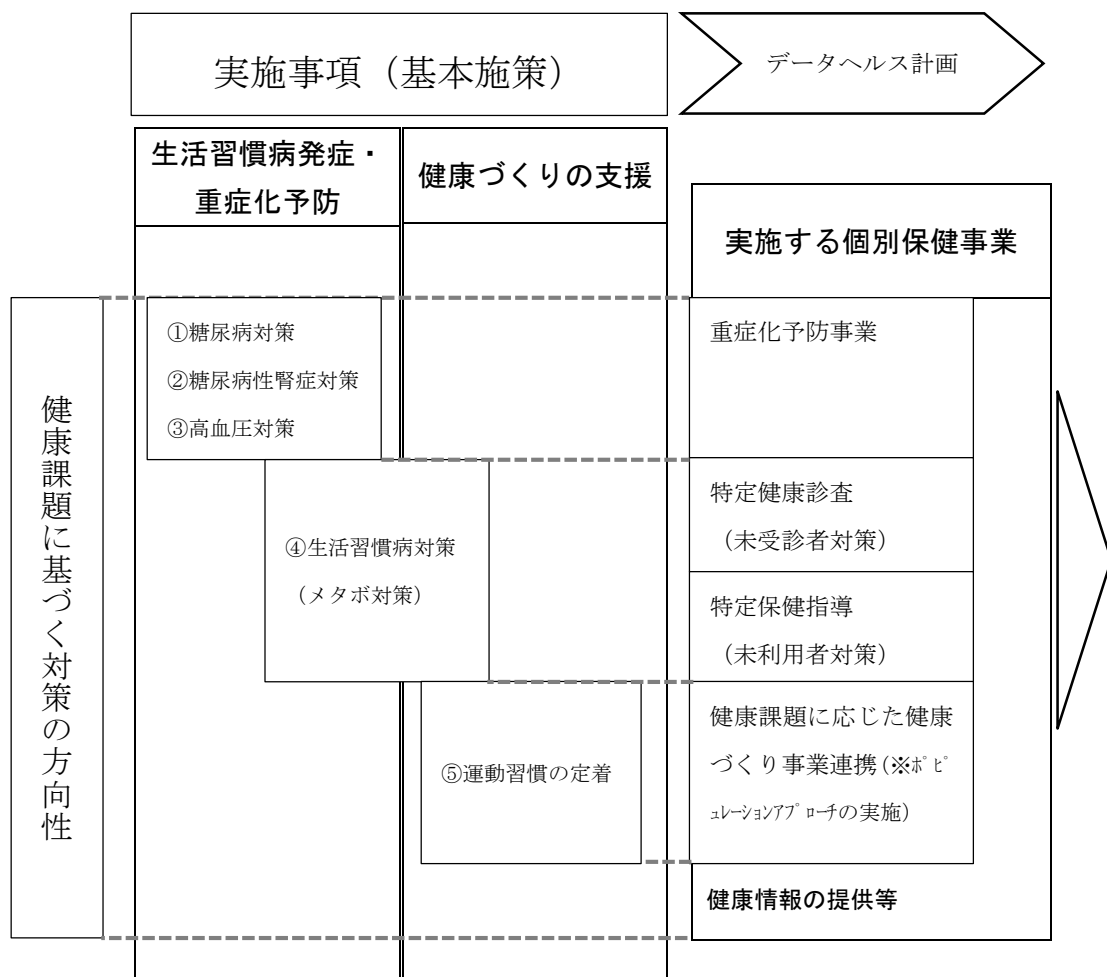 実施事項（基本施策）
データヘルス計画
生活習慣病発症・
重症化予防
健康づくりの支援
実施する個別保健事業
健康課題に基づく対策の方向性
①糖尿病対策
②糖尿病性腎症対策
③高血圧対策
重症化予防事業
④生活習慣病対策
（メタボ対策）
特定健康診査
（未受診者対策）
特定保健指導
（未利用者対策）
⑤運動習慣の定着
健康課題に応じた健康
づくり事業連携(※ﾎﾟﾋﾟ
ｭﾚｰｼｮﾝｱﾌﾟﾛｰﾁの実施)
健康情報の提供等